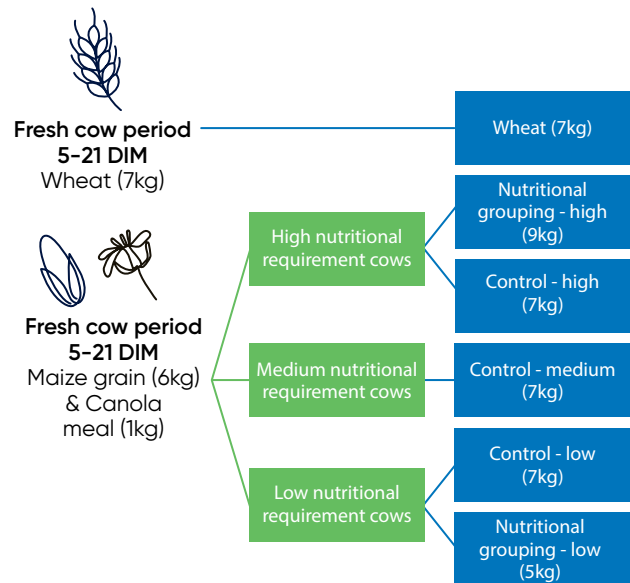 Fresh cow period
5-21 DIM
Wheat (7kg)
Wheat (7kg)
Fresh cow period
5-21 DIM
Maize grain (6kg)
& Canola
meal (1kg)
High nutritional
requirement cows
Nutritional
grouping - high
(9kg)
Control - high
(7kg)
Medium nutritional
requirement cows
Control - medium
(7kg)
Low nutritional
requirement cows
Control - low
(7kg)
Nutritional
grouping - low
(5kg)